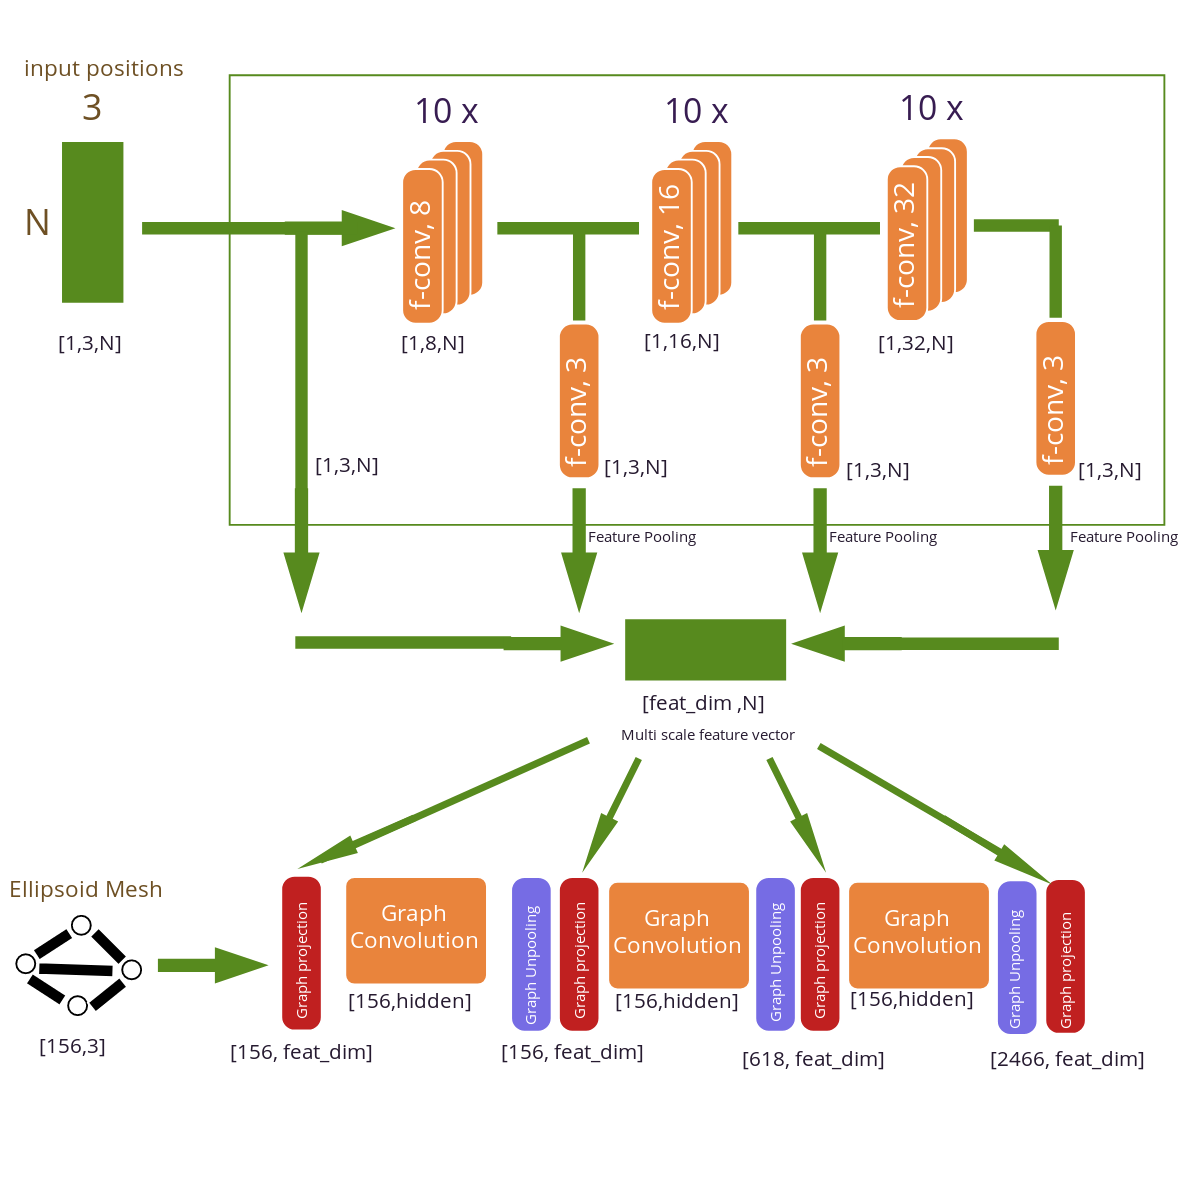 input positions
3
N
[1,3,N]
10 x
10 x
10 x
f-conv, 8
f-conv, 16
f-conv, 32
[1,8,N]
[1,16,N]
[1,32,N]
f-conv, 3
f-conv, 3
f-conv, 3
[1,3,N]
[1,3,N]
[1,3,N]
[1,3,N]
Feature Pooling
Feature Pooling
Feature Pooling
[feat_dim ,N]
Multi scale feature vector
Ellipsoid Mesh
[156,3]
Graph projection
Graph
Convolution
[156,hidden]
[156, feat_dim]
Graph Unpooling
Graph projection
Graph
Convolution
[156,hidden]
[156, feat_dim]
Graph Unpooling
Graph projection
Graph
Convolution
[156,hidden]
[618, feat_dim]
Graph Unpooling
Graph projection
[2466, feat_dim]